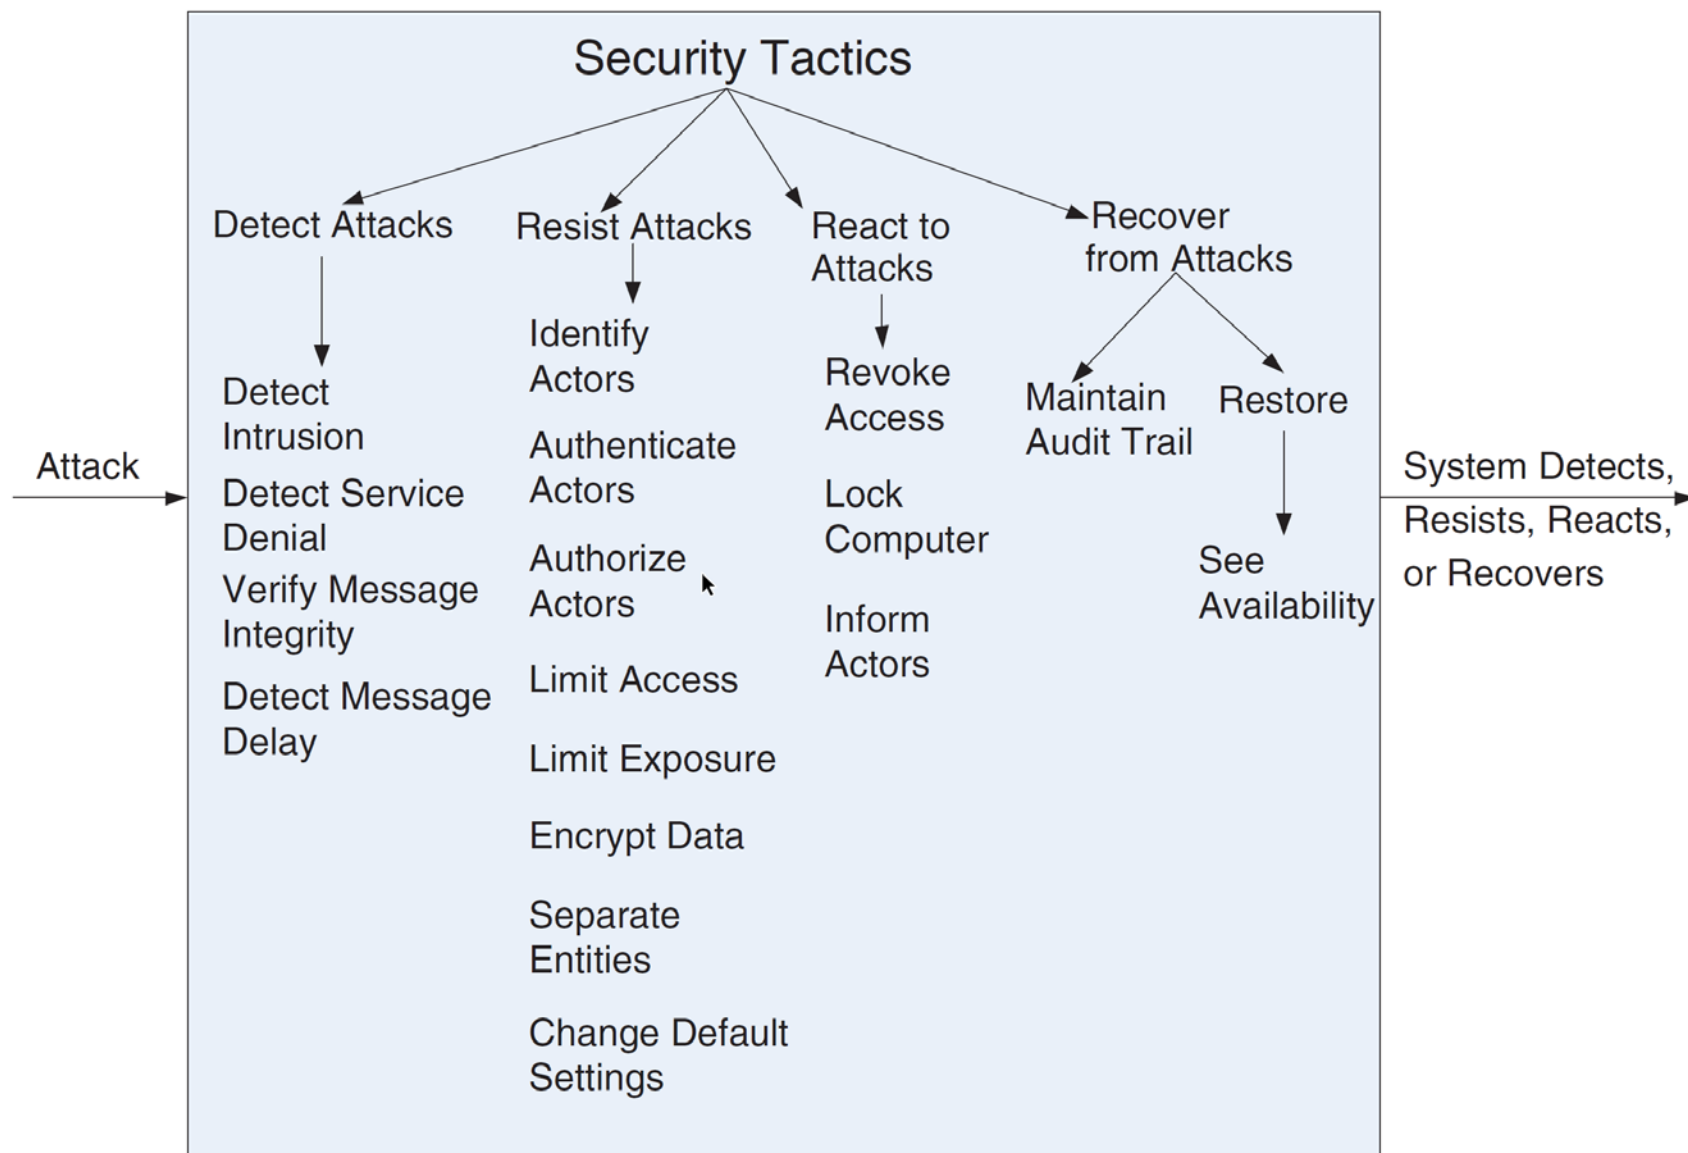 Security Tactics
Detect Attacks
Resist Attacks
React to
Attacks
Recover
from Attacks
Attack
Detect
Intrusion
Detect Service
Denial
Verify Message
Integrity
Detect Message
Delay
Identify
Actors
Authenticate
Actors
Authorize
Actors
Limit Access
Limit Exposure
Encrypt Data
Separate
Entities
Change Default
Settings
Revoke
Access
Lock
Computer
Inform
Actors
Maintain
Audit Trail
Restore
See
Availability
System Detects,
Resists, Reacts,
or Recovers